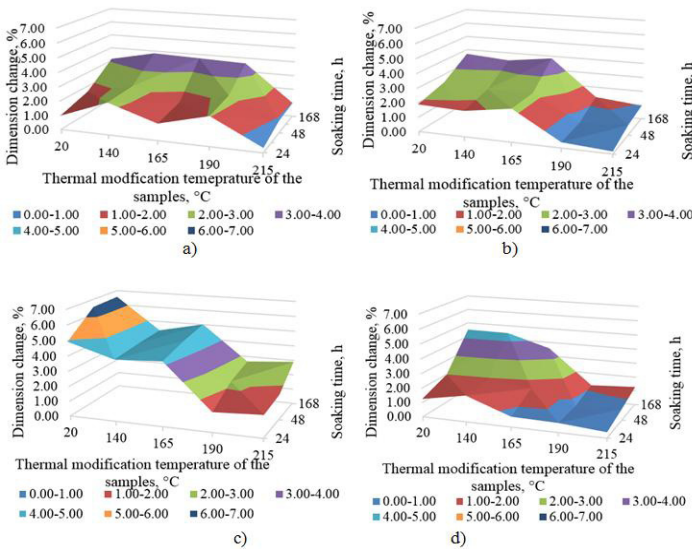 7.00
6.00
5.00
4.00
3.00
2.00
1.00
0.00
Dimension change, %
20 140 165 190 215
24
48
168
Soaking time, h
Thermal modification temeprature of the
samples, °C
0.00-1.00 1.00-2.00 2.00-3.00 3.00-4.00
4.00-5.00 5.00-6.00 6.00-7.00
a)
7.00
6.00
5.00
4.00
3.00
2.00
1.00
0.00
Dimension change, %
20 140 165 190 215
24
48
168
Soaking time, h
Thermal modification temperature of the
samples, °C
0.00-1.00 1.00-2.00 2.00-3.00 3.00-4.00
4.00-5.00 5.00-6.00 6.00-7.00
b)
7.00
6.00
5.00
4.00
3.00
2.00
1.00
0.00
Dimension change, %
20 140 165 190 215
24
48
168
Soaking time, h
Thermal modification temperature of the
samples, °C
0.00-1.00 1.00-2.00 2.00-3.00 3.00-4.00
4.00-5.00 5.00-6.00 6.00-7.00
c)
7.00
6.00
5.00
4.00
3.00
2.00
1.00
0.00
Dimension change, %
20 140 165 190 215
24
48
168
Soaking time, h
Thermal modification temperature of the
samples, °C
0.00-1.00 1.00-2.00 2.00-3.00 3.00-4.00
4.00-5.00 5.00-6.00 6.00-7.00
d)